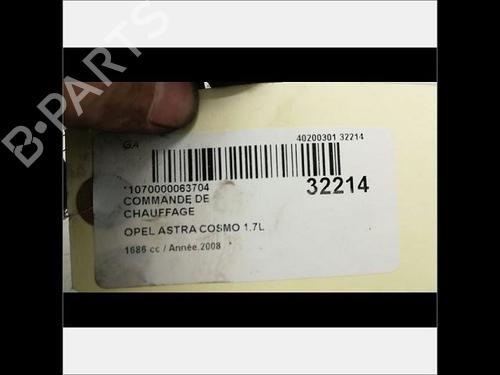 B-PARTS
GA
40200301 32214
*1070000063704
COMMANDE DE
CHAUFFAGE
32214
OPEL ASTRA COSMO 1.7L
1686 cc / Année.2008